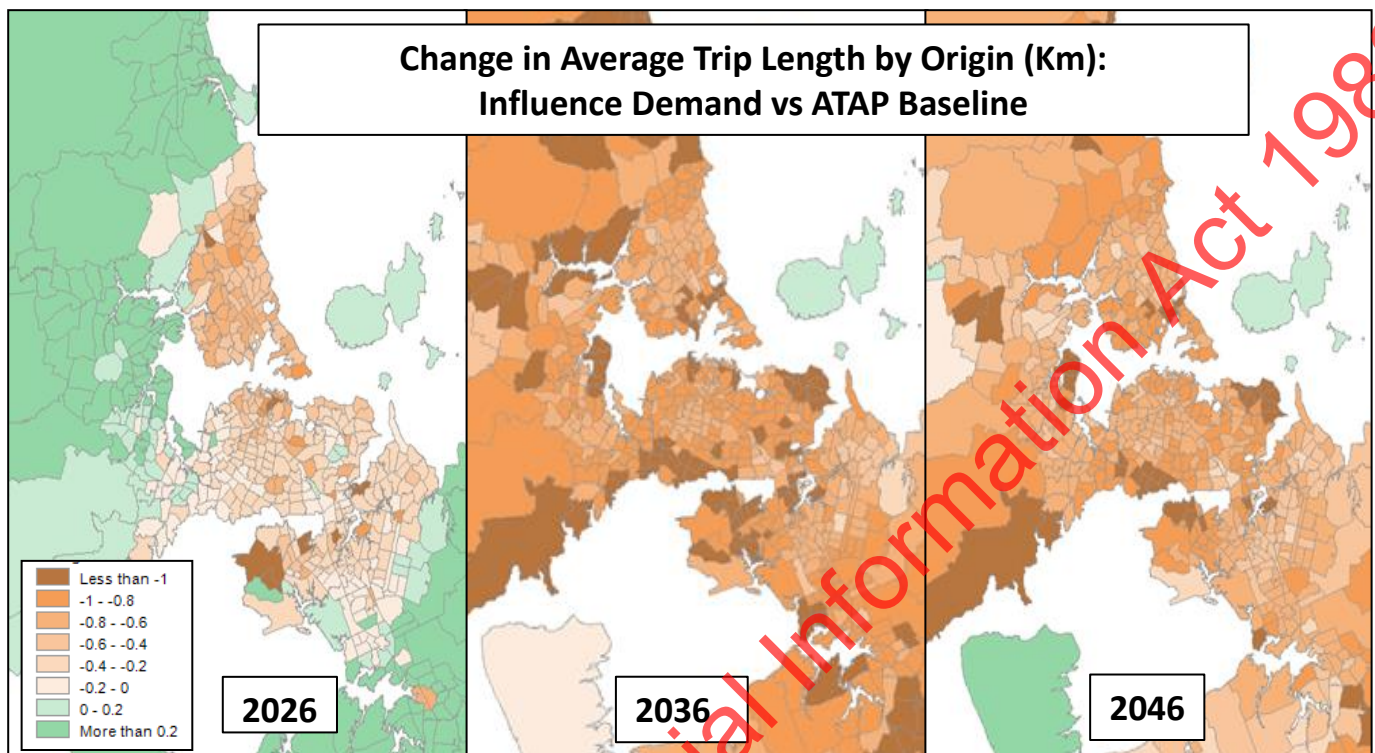 Change in Average Trip Length by Origin (Km):
Influence Demand vs ATAP Baseline
Less than -1
-1 - -0.8
-0.8 - -0.6
-0.6 - -0.4
-0.4 - -0.2
-0.2 - 0
0 - 0.2
More than 0.2
2026
2036
2046
ial Information Act 198